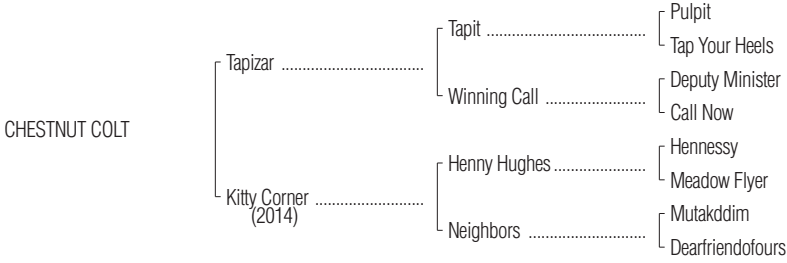 Pulpit
Tapit ....................................
Tap Your Heels
Tapizar ................................
Deputy Minister
Winning Call .......................
Call Now
CHESTNUT COLT
Hennessy
Henny Hughes .....................
Meadow Flyer
Kitty Corner ........................
(2014)
Mutakddim
Neighbors ...........................
Dearfriendofours